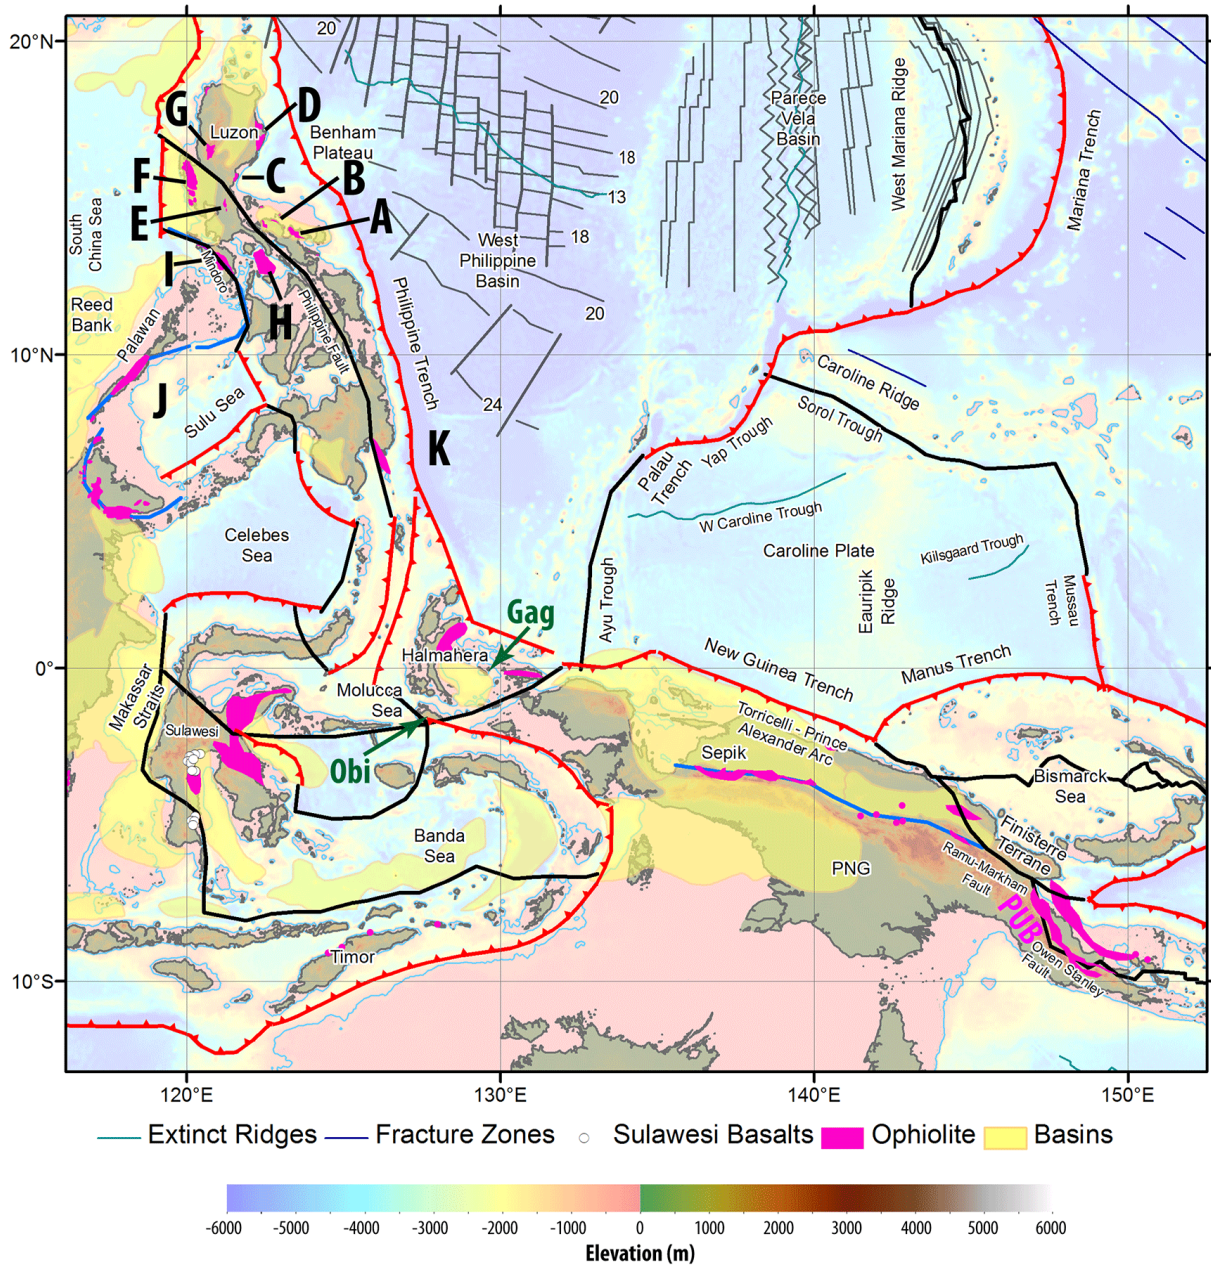 20°N
10°N
0°
10°S
120°E
130°E
140°E
150°E
20
20
18
13
18
20
24
G
D
F
C
B
A
E
I
H
J
K
Luzon
Benham
Plateau
South
China Sea
Reed
Bank
Mindoro
Palawan
Philippine Fault
Philippine Trench
Sulu Sea
West
Philippine
Basin
Parece
Vela
Basin
West Mariana Ridge
Mariana Trench
Caroline Ridge
Sorol Trough
Yap Trough
Palau
Trench
W Caroline Trough
Caroline Plate
Kiilsgaard Trough
Eauripik
Ridge
Mussau
Trench
Ayu Trough
Celebes
Sea
Gag
Halmahera
Molucca
Sea
Makassar
Straits
Sulawesi
Obi
New Guinea Trench
Manus Trench
Torricelli - Prince
Alexander Arc
Sepik
Bismarck
Sea
Finisterre
Terrane
Ramu-Markham
Fault
Banda
Sea
PNG
PUB
Owen Stanley
Fault
Timor
Extinct Ridges
Fracture Zones
Sulawesi Basalts
Ophiolite
Basins
-6000 -5000 -4000 -3000 -2000 -1000 0 1000 2000 3000 4000 5000 6000
Elevation (m)